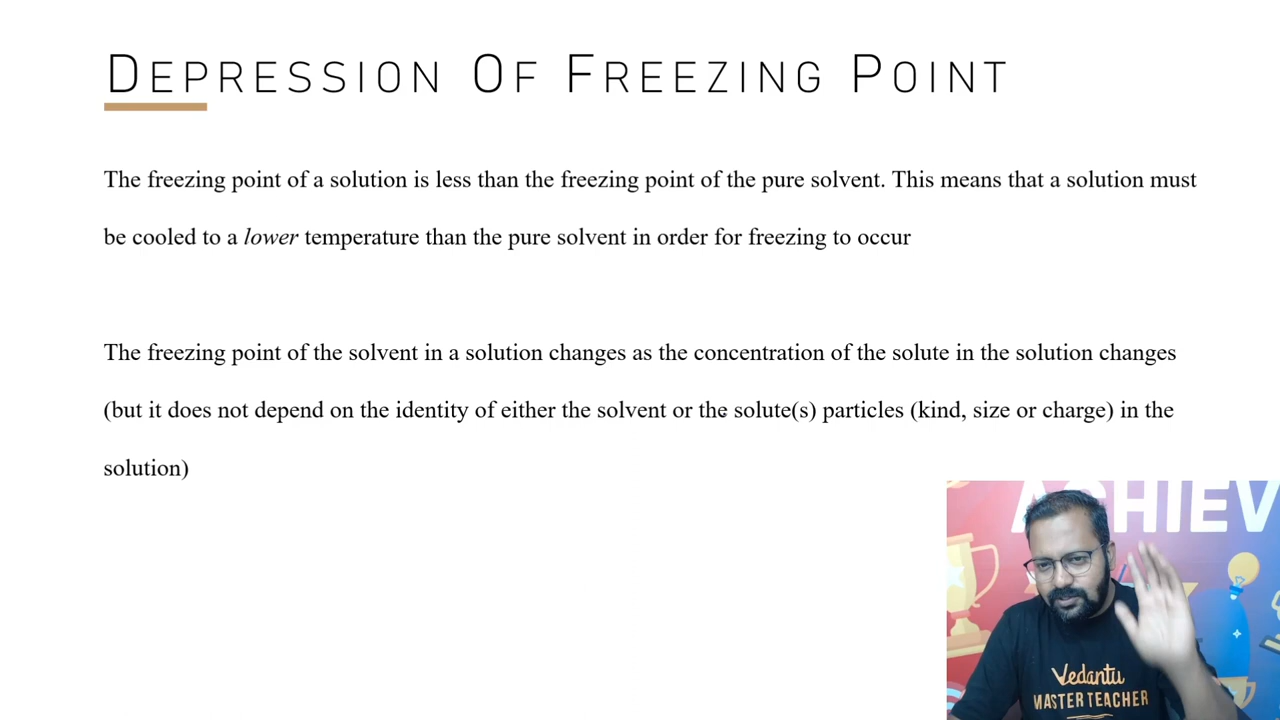 DEPRESSION OF FREEZING POINT
The freezing point of a solution is less than the freezing point of the pure solvent. This means that a solution must
be cooled to a lower temperature than the pure solvent in order for freezing to occur
The freezing point of the solvent in a solution changes as the concentration of the solute in the solution changes
(but it does not depend on the identity of either the solvent or the solute(s) particles (kind, size or charge) in the
solution)
ACHIEV
Vedantu
MASTER TEACHER